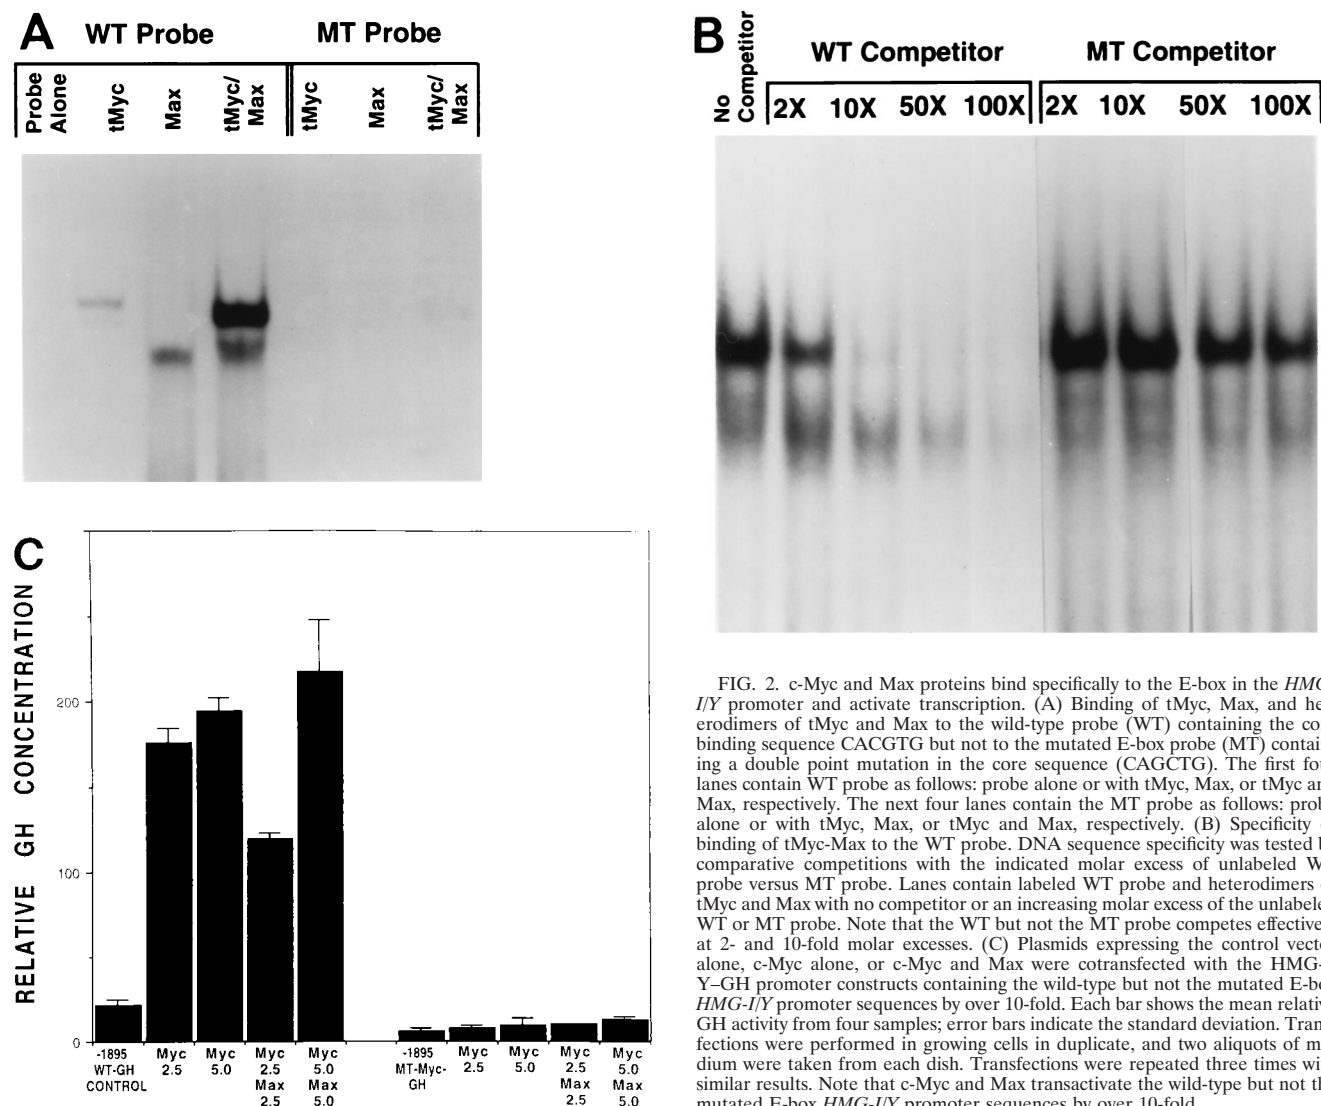 A
WT Probe
MT Probe
Probe Alone
tMyc
Max
tMyc/ Max
tMyc
Max
tMyc/ Max
B
No Competitor
WT Competitor
MT Competitor
2X 10X 50X 100X
2X 10X 50X 100X
C
RELATIVE GH CONCENTRATION
200
100
0
-1895 WT-GH CONTROL
Myc 2.5
Myc 5.0
Myc 2.5 Max 2.5
Myc 5.0 Max 5.0
-1895 MT-Myc-GH
Myc 2.5
Myc 5.0
Myc 2.5 Max 2.5
Myc 5.0 Max 5.0
FIG. 2. c-Myc and Max proteins bind specifically to the E-box in the HMG
I/Y promoter and activate transcription. (A) Binding of tMyc, Max, and he
erodimers of tMyc and Max to the wild-type probe (WT) containing the co
binding sequence CACGTG but not to the mutated E-box probe (MT) contai
ing a double point mutation in the core sequence (CAGCTG). The first fou
lanes contain WT probe as follows: probe alone or with tMyc, Max, or tMyc a
Max, respectively. The next four lanes contain the MT probe as follows: prob
alone or with tMyc, Max, or tMyc and Max, respectively. (B) Specificity
binding of tMyc-Max to the WT probe. DNA sequence specificity was tested
comparative competitions with the indicated molar excess of unlabeled W
probe versus MT probe. Lanes contain labeled WT probe and heterodimers
tMyc and Max with no competitor or an increasing molar excess of the unlabele
WT or MT probe. Note that the WT but not the MT probe competes effective
at 2- and 10-fold molar excesses. (C) Plasmids expressing the control vect
alone, c-Myc alone, or c-Myc and Max were cotransfected with the HMG-
Y–GH promoter constructs containing the wild-type but not the mutated E-b
HMG-I/Y promoter sequences by over 10-fold. Each bar shows the mean relativ
GH activity from four samples; error bars indicate the standard deviation. Tran
fections were performed in growing cells in duplicate, and two aliquots of m
dium were taken from each dish. Transfections were repeated three times wi
similar results. Note that c-Myc and Max transactivate the wild-type but not th
mutated E-box HMG-I/Y promoter sequences by over 10-fold.